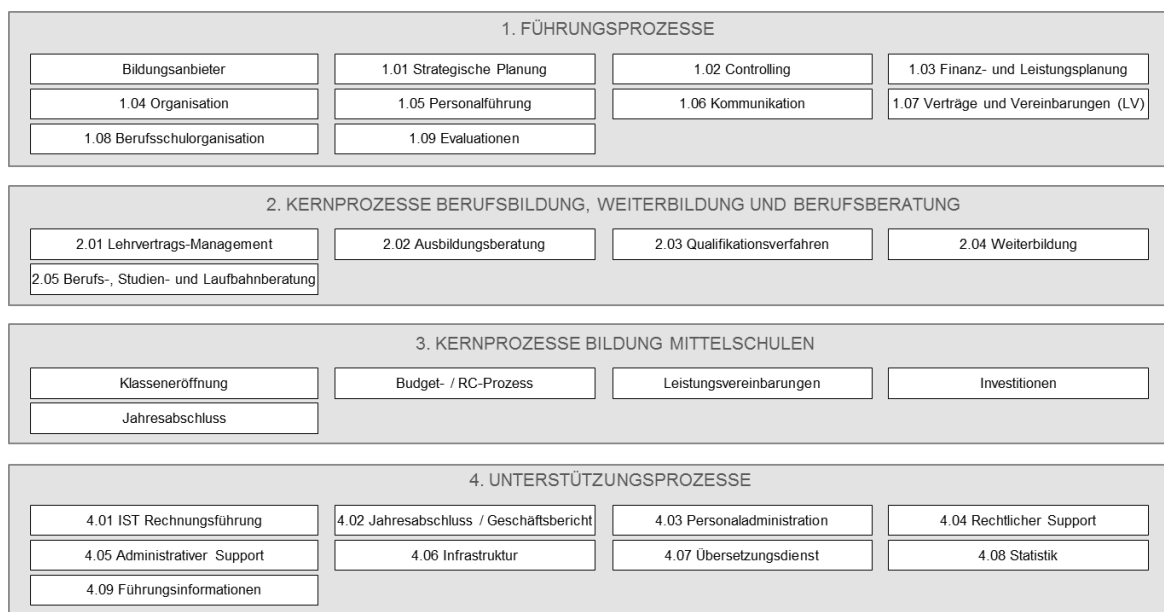 1. FÜHRUNGSPROZESSE
Bildungsanbieter
1.01 Strategische Planung
1.02 Controlling
1.03 Finanz- und Leistungsplanung
1.04 Organisation
1.05 Personalführung
1.06 Kommunikation
1.07 Verträge und Vereinbarungen (LV)
1.08 Berufsschulorganisation
1.09 Evaluationen
2. KERNPROZESSE BERUFSBILDUNG, WEITERBILDUNG UND BERUFSBERATUNG
2.01 Lehrvertrags-Management
2.02 Ausbildungsberatung
2.03 Qualifikationsverfahren
2.04 Weiterbildung
2.05 Berufs-, Studien- und Laufbahnberatung
3. KERNPROZESSE BILDUNG MITTELSCHULEN
Klasseneröffnung
Budget- / RC-Prozess
Leistungsvereinbarungen
Investitionen
Jahresabschluss
4. UNTERSTÜTZUNGSPROZESSE
4.01 IST Rechnungsführung
4.02 Jahresabschluss / Geschäftsbericht
4.03 Personaladministration
4.04 Rechtlicher Support
4.05 Administrativer Support
4.06 Infrastruktur
4.07 Übersetzungsdienst
4.08 Statistik
4.09 Führungsinformationen